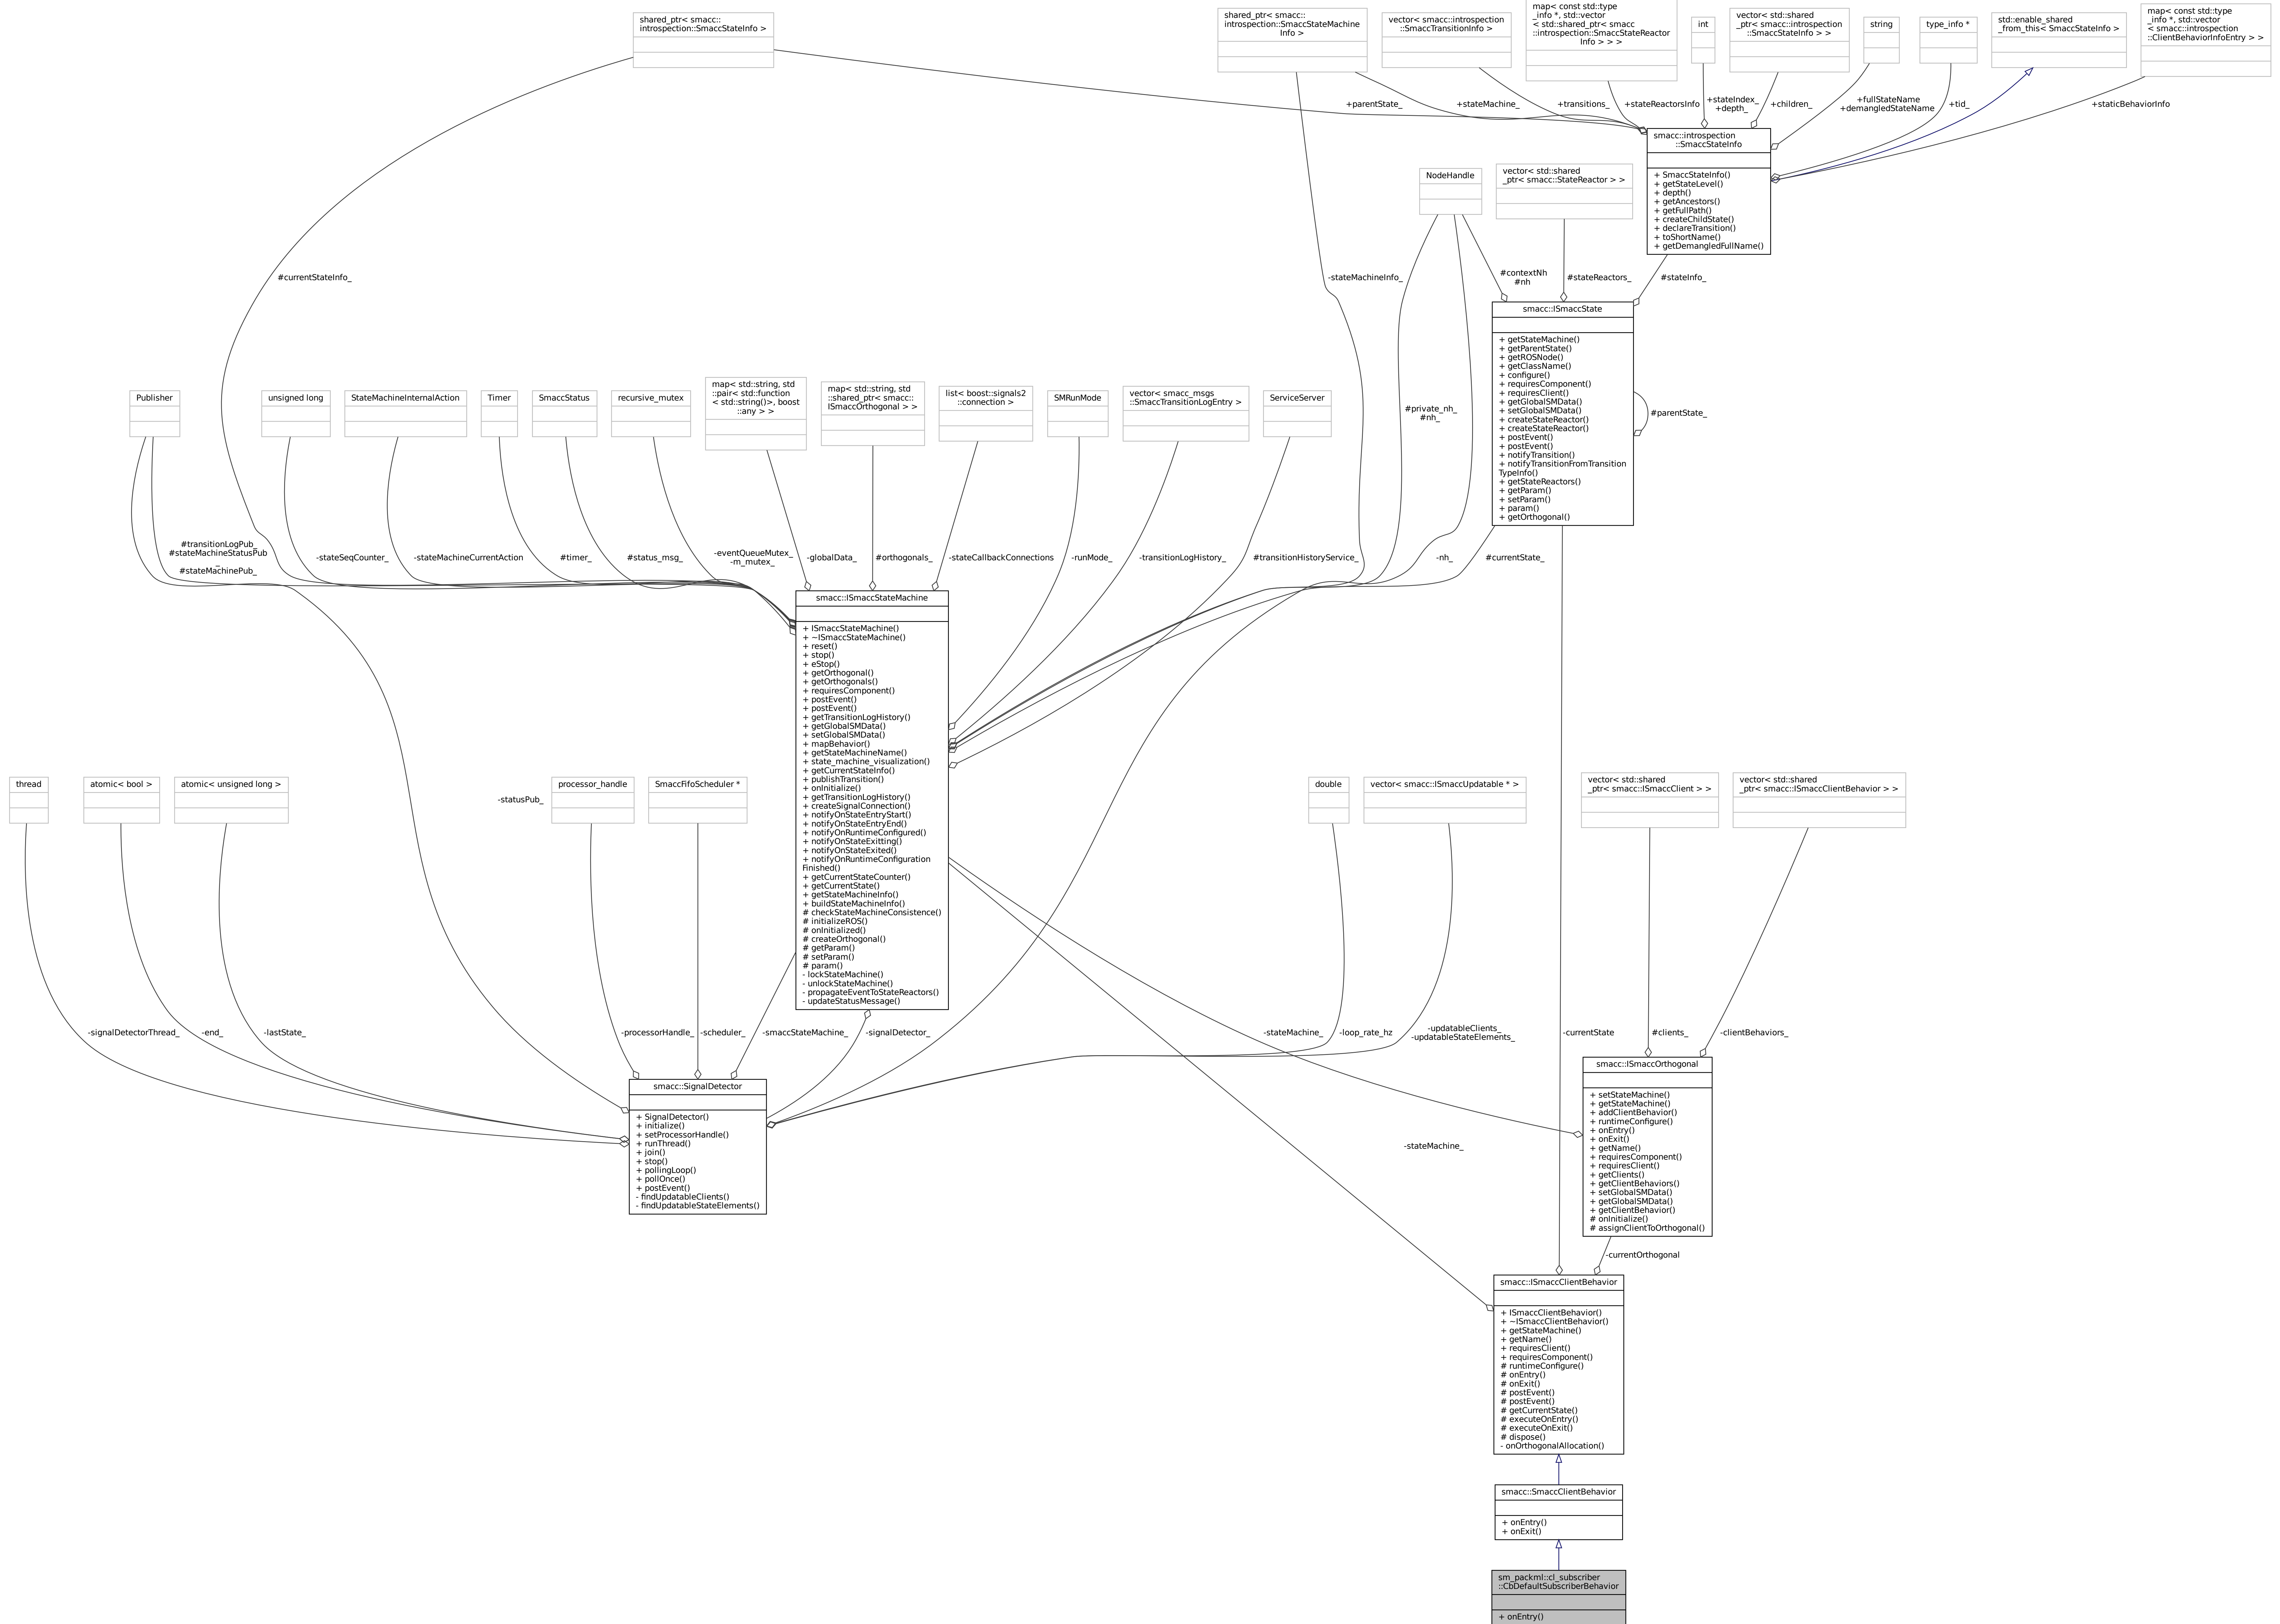 shared_ptr< smacc::
introspection::SmaccStateInfo >
shared_ptr< smacc::
introspection::SmaccStateMachine
Info >
vector< smacc::introspection
::SmaccTransitionInfo >
map< const std::type
_info *, std::vector
< std::shared_ptr< smacc
::introspection::SmaccStateReactor
Info > > >
int
vector< std::shared
_ptr< smacc::introspection
::SmaccStateInfo > >
string
type_info *
std::enable_shared
_from_this< SmaccStateInfo >
map< const std::type
_info *, std::vector
< smacc::introspection
::ClientBehaviorInfoEntry > >
+parentState_
+stateMachine_
+transitions_
+stateReactorsInfo
+stateIndex_
+depth_
+children_
+fullStateName
+demangledStateName
+tid_
+staticBehaviorInfo
smacc::introspection
::SmaccStateInfo
+ SmaccStateInfo()
+ getStateLevel()
+ depth()
+ getAncestors()
+ getFullPath()
+ createChildState()
+ declareTransition()
+ toShortName()
+ getDemangledFullName()
NodeHandle
vector< std::shared
_ptr< smacc::StateReactor > >
#currentStateInfo_
-stateMachineInfo_
#contextNh
#nh
#stateReactors_
#stateInfo_
smacc::ISmaccState
+ getStateMachine()
+ getParentState()
+ getROSNode()
+ getClassName()
+ configure()
+ requiresComponent()
+ requiresClient()
+ getGlobalSMData()
+ setGlobalSMData()
+ createStateReactor()
+ createStateReactor()
+ postEvent()
+ postEvent()
+ notifyTransition()
+ notifyTransitionFromTransition
TypeInfo()
+ getStateReactors()
+ getParam()
+ setParam()
+ param()
+ getOrthogonal()
#parentState_
Publisher
unsigned long
StateMachineInternalAction
Timer
SmaccStatus
recursive_mutex
map< std::string, std
::pair< std::function
< std::string()>, boost
::any > >
map< std::string, std
::shared_ptr< smacc::
ISmaccOrthogonal > >
list< boost::signals2
::connection >
SMRunMode
vector< smacc_msgs
::SmaccTransitionLogEntry >
ServiceServer
#private_nh_
#nh_
#transitionLogPub_
#stateMachineStatusPub
_
#stateMachinePub_
-stateSeqCounter_
-stateMachineCurrentAction
#timer_
#status_msg_
-eventQueueMutex_
-m_mutex_
-globalData_
#orthogonals_
-stateCallbackConnections
-runMode_
-transitionLogHistory_
#transitionHistoryService_
-nh_
#currentState_
smacc::ISmaccStateMachine
+ ISmaccStateMachine()
+ ~ISmaccStateMachine()
+ reset()
+ stop()
+ eStop()
+ getOrthogonal()
+ getOrthogonals()
+ requiresComponent()
+ postEvent()
+ postEvent()
+ getTransitionLogHistory()
+ getGlobalSMData()
+ setGlobalSMData()
+ mapBehavior()
+ getStateMachineName()
+ state_machine_visualization()
+ getCurrentStateInfo()
+ publishTransition()
+ onInitialize()
+ getTransitionLogHistory()
+ createSignalConnection()
+ notifyOnStateEntryStart()
+ notifyOnStateEntryEnd()
+ notifyOnRuntimeConfigured()
+ notifyOnStateExitting()
+ notifyOnStateExited()
+ notifyOnRuntimeConfiguration
Finished()
+ getCurrentStateCounter()
+ getCurrentState()
+ getStateMachineInfo()
+ buildStateMachineInfo()
# checkStateMachineConsistence()
# initializeROS()
# onInitialized()
# createOrthogonal()
# getParam()
# setParam()
# param()
- lockStateMachine()
- unlockStateMachine()
- propagateEventToStateReactors()
- updateStatusMessage()
thread
atomic< bool >
atomic< unsigned long >
-statusPub_
processor_handle
SmaccFifoScheduler *
double
vector< smacc::ISmaccUpdatable * >
vector< std::shared
_ptr< smacc::ISmaccClient > >
vector< std::shared
_ptr< smacc::ISmaccClientBehavior > >
-signalDetectorThread_
-end_
-lastState_
-processorHandle_
-scheduler_
-smaccStateMachine_
-signalDetector_
-stateMachine_
-loop_rate_hz
-updatableClients_
-updatableStateElements_
-currentState
#clients_
-clientBehaviors_
smacc::SignalDetector
+ SignalDetector()
+ initialize()
+ setProcessorHandle()
+ runThread()
+ join()
+ stop()
+ pollingLoop()
+ pollOnce()
+ postEvent()
- findUpdatableClients()
- findUpdatableStateElements()
smacc::ISmaccOrthogonal
+ setStateMachine()
+ getStateMachine()
+ addClientBehavior()
+ runtimeConfigure()
+ onEntry()
+ onExit()
+ getName()
+ requiresComponent()
+ requiresClient()
+ getClients()
+ getClientBehaviors()
+ setGlobalSMData()
+ getGlobalSMData()
+ getClientBehavior()
# onInitialize()
# assignClientToOrthogonal()
-stateMachine_
-currentOrthogonal
smacc::ISmaccClientBehavior
+ ISmaccClientBehavior()
+ ~ISmaccClientBehavior()
+ getStateMachine()
+ getName()
+ requiresClient()
+ requiresComponent()
# runtimeConfigure()
# onEntry()
# onExit()
# postEvent()
# postEvent()
# getCurrentState()
# executeOnEntry()
# executeOnExit()
# dispose()
- onOrthogonalAllocation()
smacc::SmaccClientBehavior
+ onEntry()
+ onExit()
sm_packml::cl_subscriber
::CbDefaultSubscriberBehavior
+ onEntry()